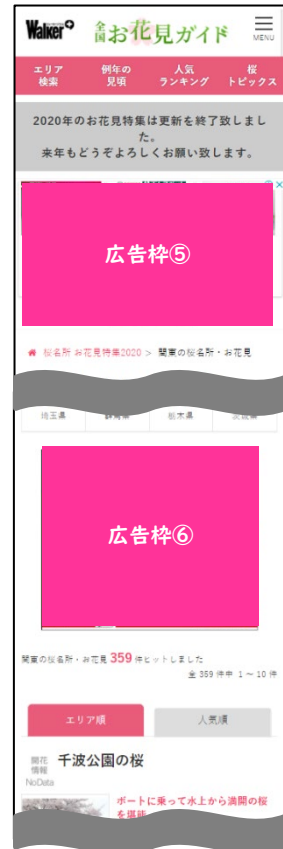 Walker+
全国お花見ガイド
MENU
エリア
検索
例年の
見頃
人気
ランキング
桜
トピックス
2020年のお花見特集は更新を終了致しまし
た。
来年もどうぞよろしくお願い致します。
広告枠⑤
桜名所 お花見特集2020 > 関東の桜名所・お花見
埼玉県
群馬県
栃木県
茨城県
広告枠⑥
関東の桜名所・お花見 359 件ヒットしました
全 359 件中 1 ~ 10 件
エリア順
人気順
開花
情報
NoData
千波公園の桜
ボートに乗って水上から満開の桜
を堪能